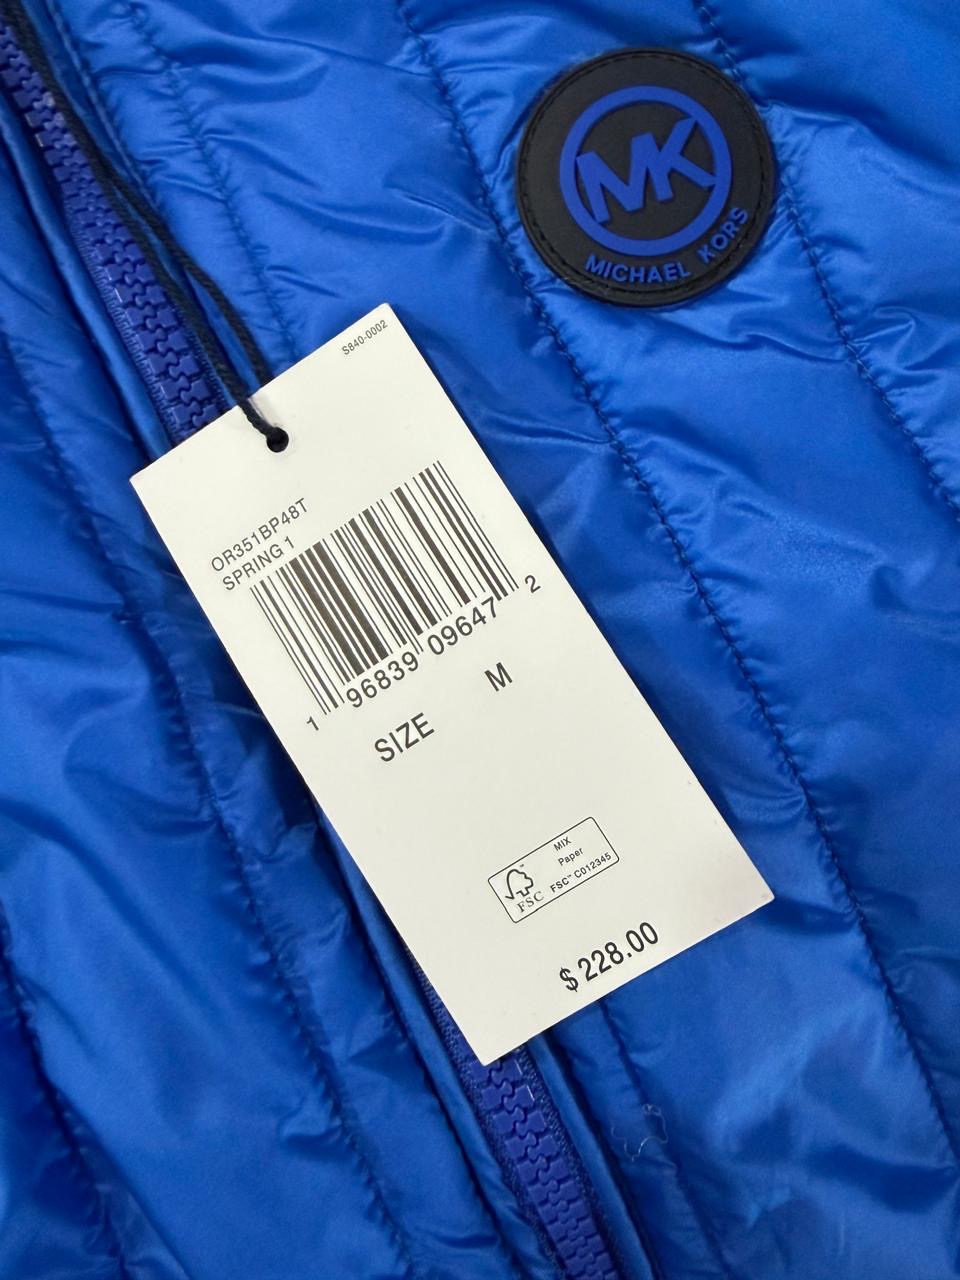 MK
MICHAEL KORS
S840-0002
OR351BP48T
SPRING 1
1 96839 09647 2
SIZE M
MIX
Paper
FSC™ C012345
FSC
$228.00